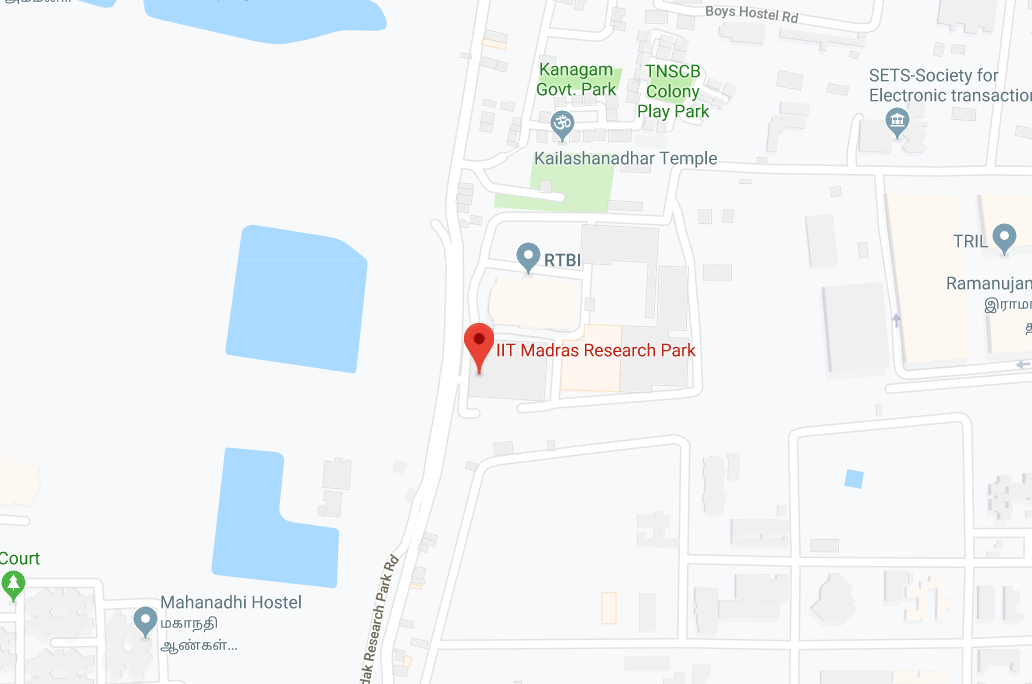 Boys Hostel Rd
Kanagam
Govt. Park
TNSCB
Colony
Play Park
SETS-Society for
Electronic transaction
Kailashanadhar Temple
RTBI
TRIL
Ramanujan
இராமா
IIT Madras Research Park
Court
Mahanadhi Hostel
மகாநதி
ஆண்கள்...
dak Research Park Rd